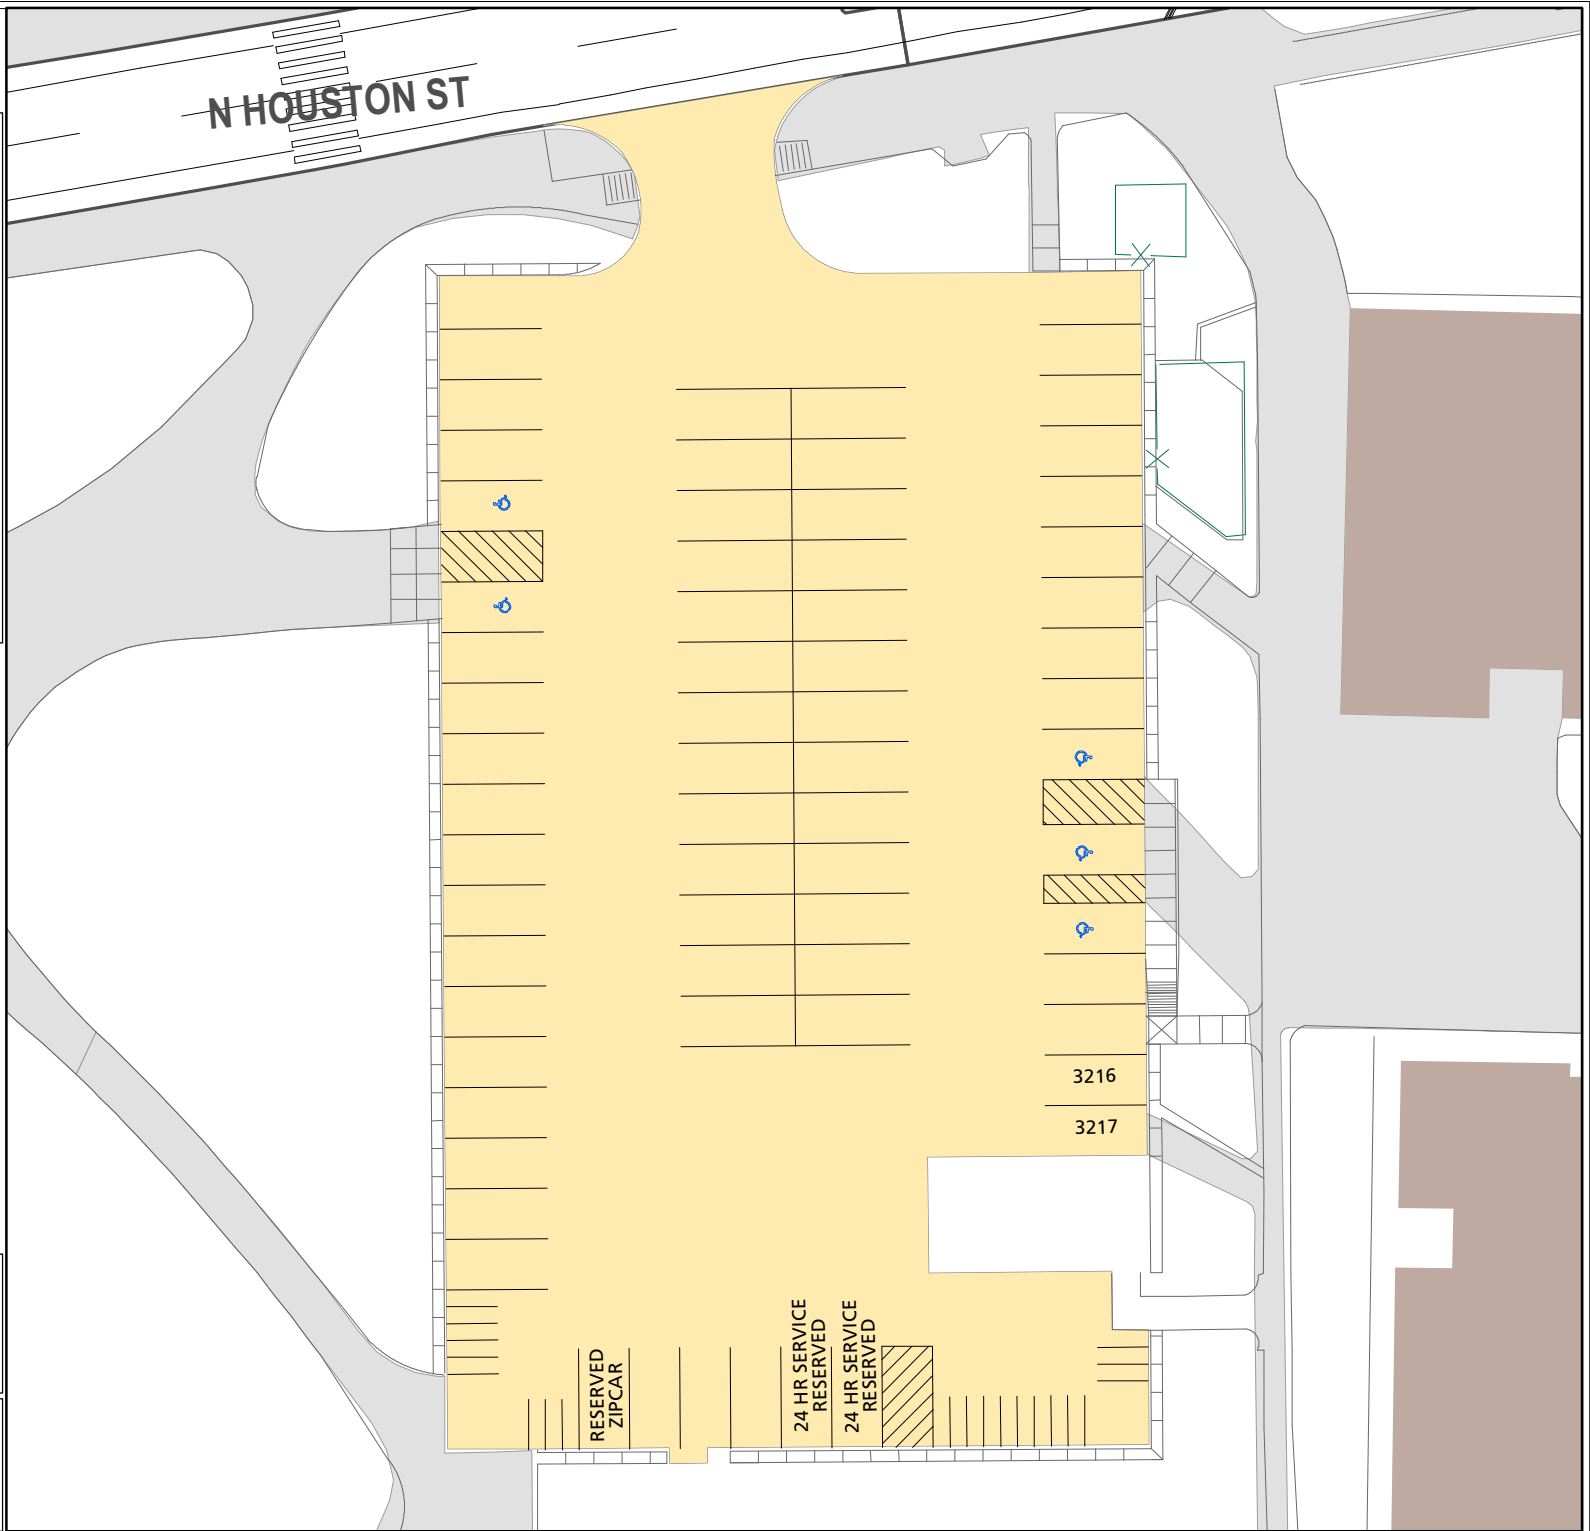 N HOUSTON ST
3216
3217
RESERVED
ZIPCAR
24 HR SERVICE
RESERVED
24 HR SERVICE
RESERVED